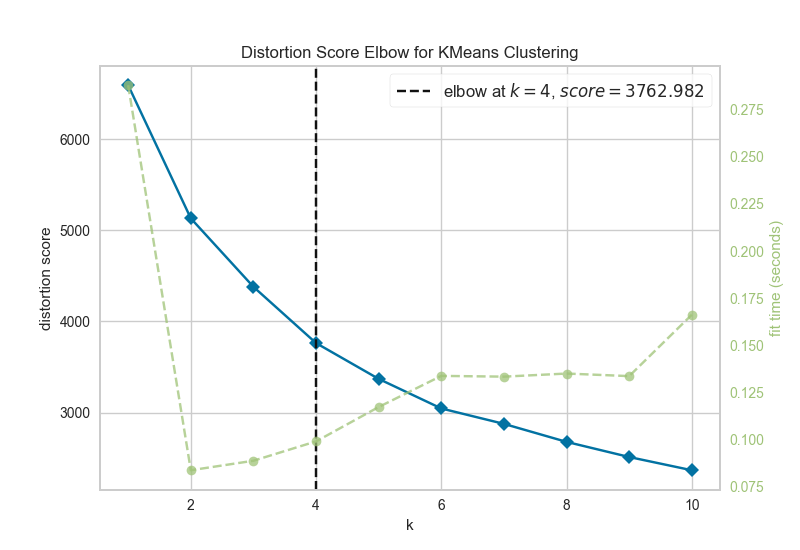 Distortion Score Elbow for KMeans Clustering
elbow at k = 4, score = 3762.982
distortion score
6000
5000
4000
3000
0.275
0.250
0.225
0.200
0.175
0.150
0.125
0.100
0.075
fit time (seconds)
2 4 6 8 10
k